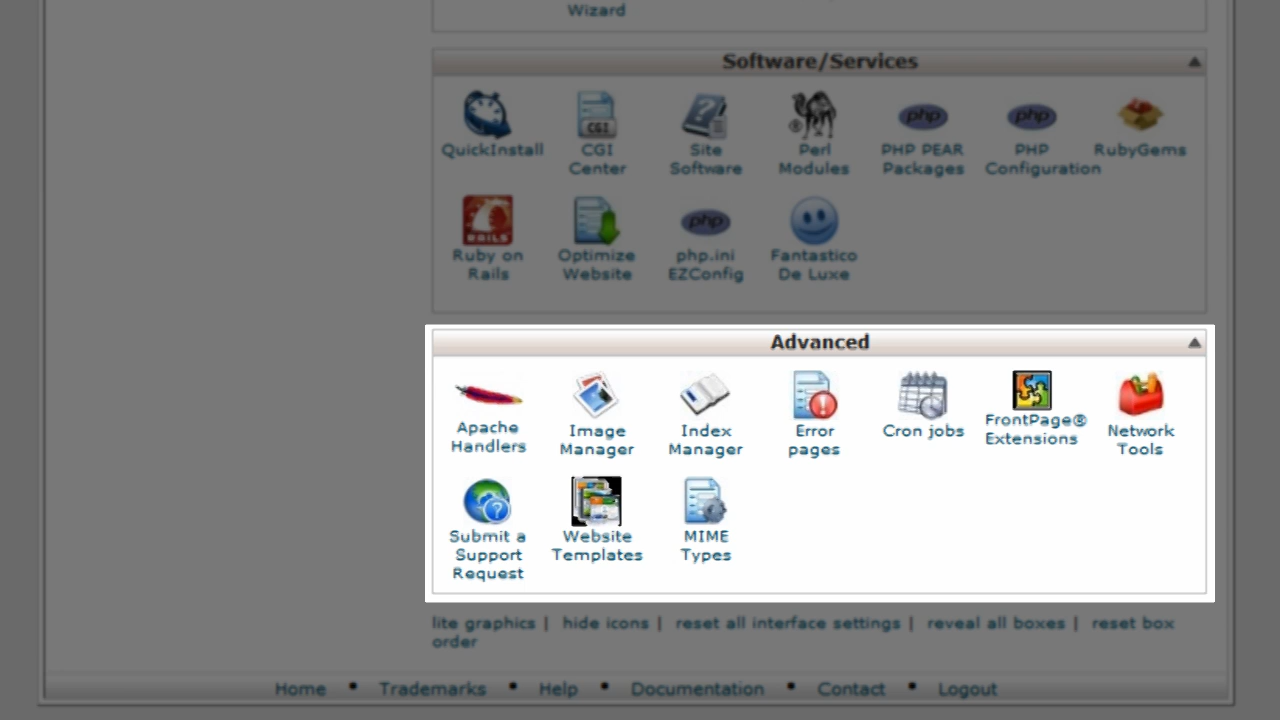 Wizard
Software/Services
QuickInstall
CGI
Center
Site
Software
Perl
Modules
PHP PEAR
Packages
PHP
Configuration
RubyGems
Ruby on
Rails
Optimize
Website
php.ini
EZConfig
Fantastico
De Luxe
Advanced
Apache
Handlers
Image
Manager
Index
Manager
Error
pages
Cron jobs
FrontPage®
Extensions
Network
Tools
Submit a
Support
Request
Website
Templates
MIME
Types
lite graphics | hide icons | reset all interface settings | reveal all boxes | reset box
order
Home • Trademarks • Help • Documentation • Contact • Logout